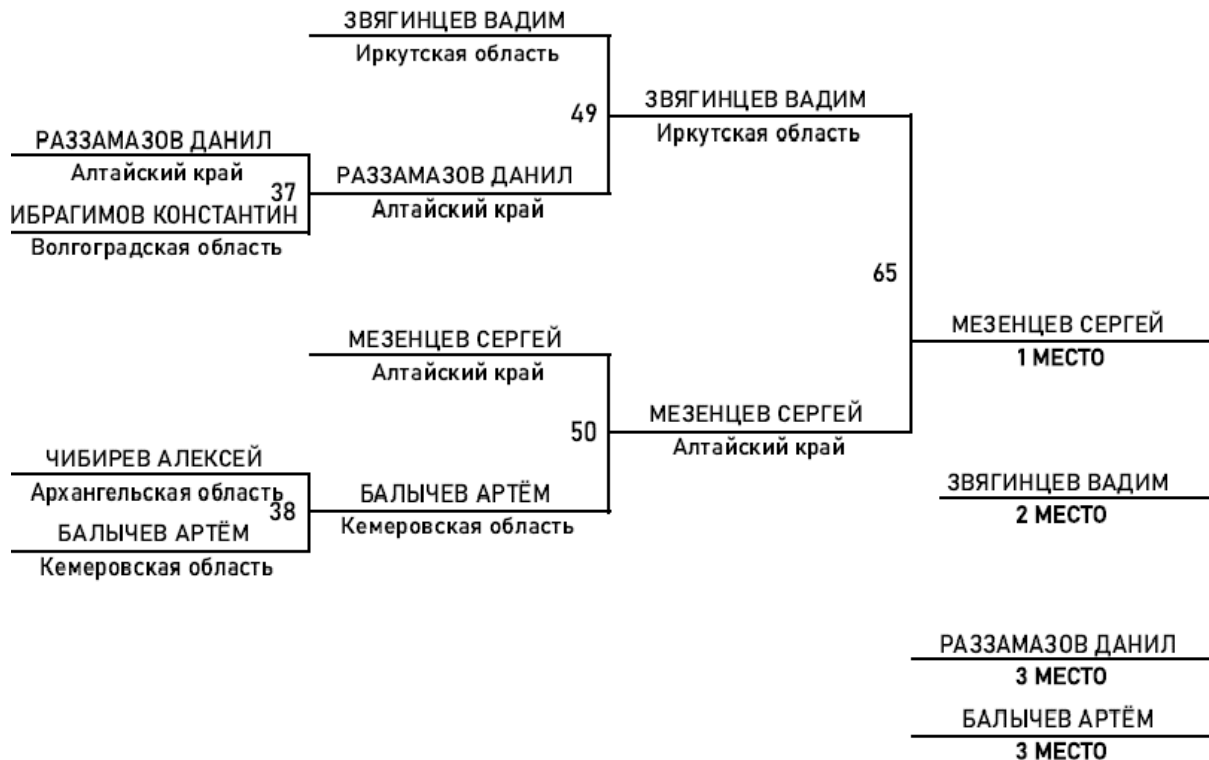 ЗВЯГИНЦЕВ ВАДИМ
Иркутская область
49
ЗВЯГИНЦЕВ ВАДИМ
Иркутская область
РАЗЗАМАЗОВ ДАНИЛ
Алтайский край
37
РАЗЗАМАЗОВ ДАНИЛ
Алтайский край
ИБРАГИМОВ КОНСТАНТИН
Волгоградская область
65
МЕЗЕНЦЕВ СЕРГЕЙ
1 МЕСТО
МЕЗЕНЦЕВ СЕРГЕЙ
Алтайский край
50
МЕЗЕНЦЕВ СЕРГЕЙ
Алтайский край
ЧИБИРЕВ АЛЕКСЕЙ
Архангельская область
38
БАЛЫЧЕВ АРТЁМ
Кемеровская область
БАЛЫЧЕВ АРТЁМ
Кемеровская область
ЗВЯГИНЦЕВ ВАДИМ
2 МЕСТО
РАЗЗАМАЗОВ ДАНИЛ
3 МЕСТО
БАЛЫЧЕВ АРТЁМ
3 МЕСТО